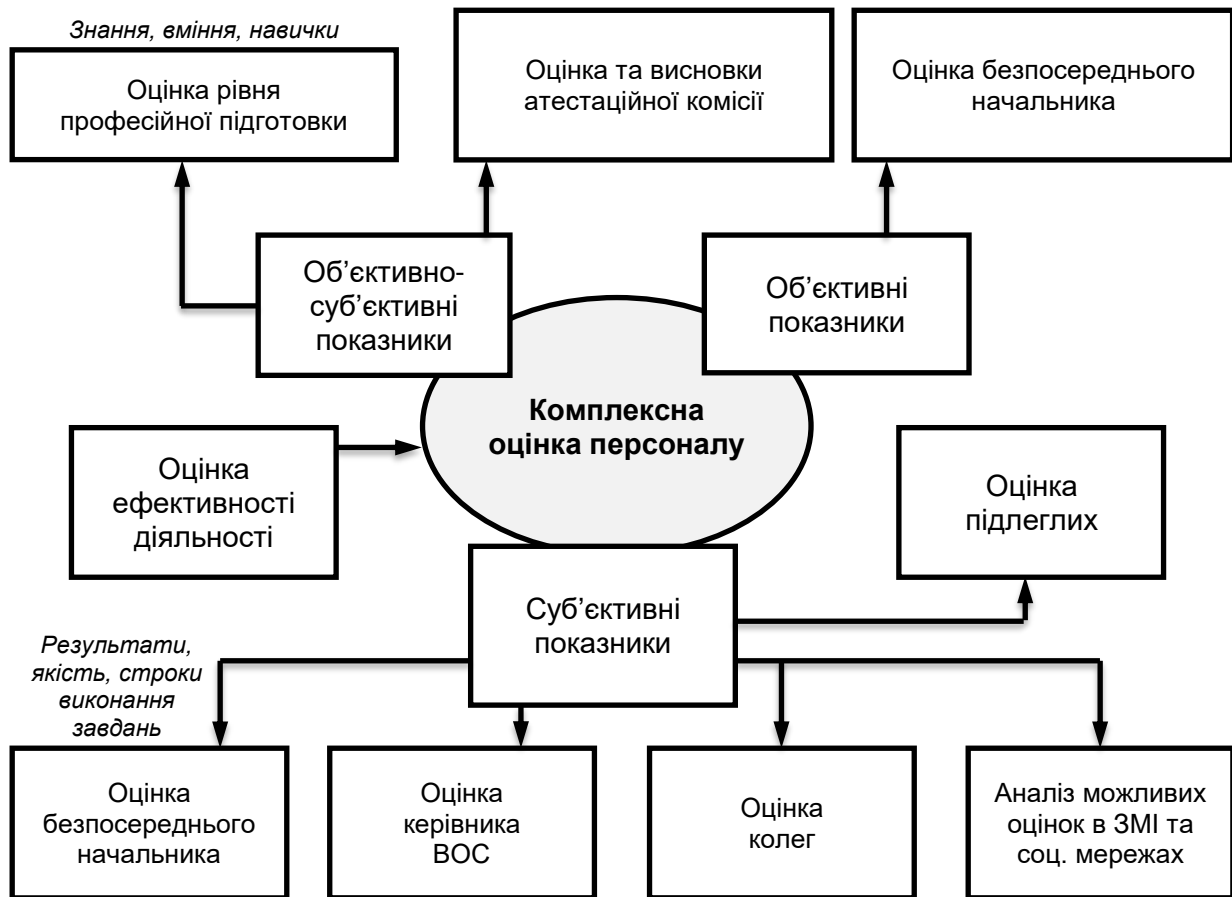 Знання, вміння, навички
Оцінка рівня
професійної підготовки
Оцінка та висновки
атестаційної комісії
Оцінка безпосереднього
начальника
Об’єктивно-
суб’єктивні
показники
Об’єктивні
показники
Комплексна
оцінка персоналу
Оцінка
ефективності
діяльності
Оцінка
підлеглих
Суб’єктивні
показники
Результати,
якість, строки
виконання
завдань
Оцінка
безпосереднього
начальника
Оцінка
керівника
ВОС
Оцінка
колег
Аналіз можливих
оцінок в ЗМІ та
соц. мережах